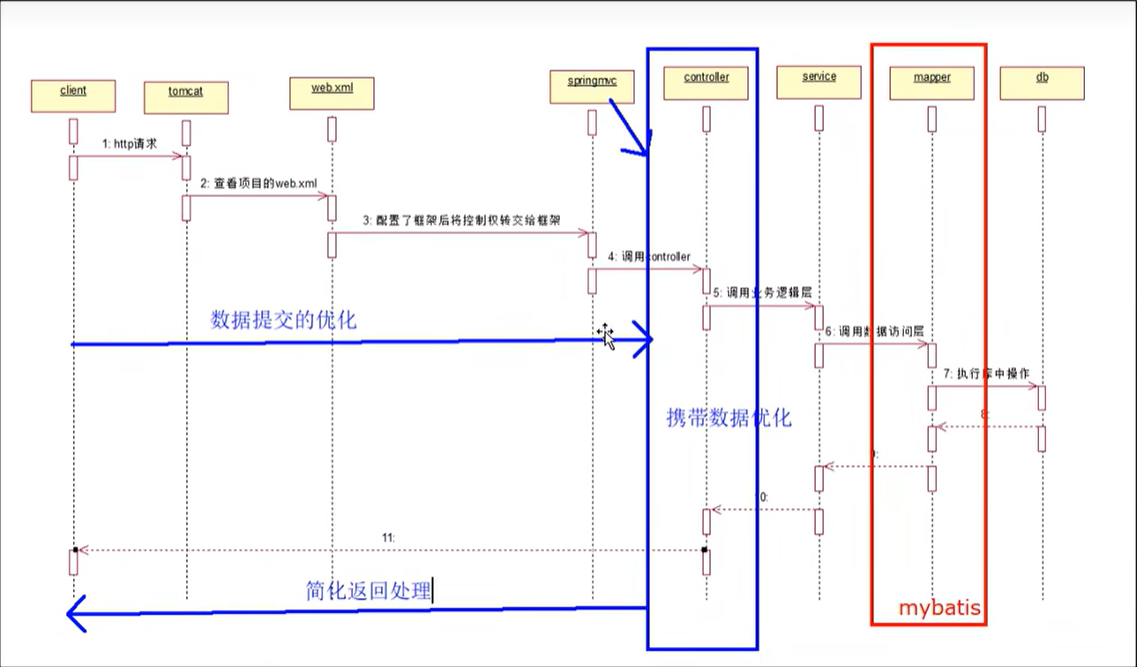 client
tomcat
web.xml
springmvc
controller
service
mapper
db
1: http请求
2: 查看项目的web.xml
3: 配置了框架后将控制权转交给框架
4: 调用controller
5: 调用业务逻辑层
数据提交的优化
6: 调用数据访问层
7: 执行库中操作
携带数据优化
8:
0:
11:
简化返回处理
mybatis